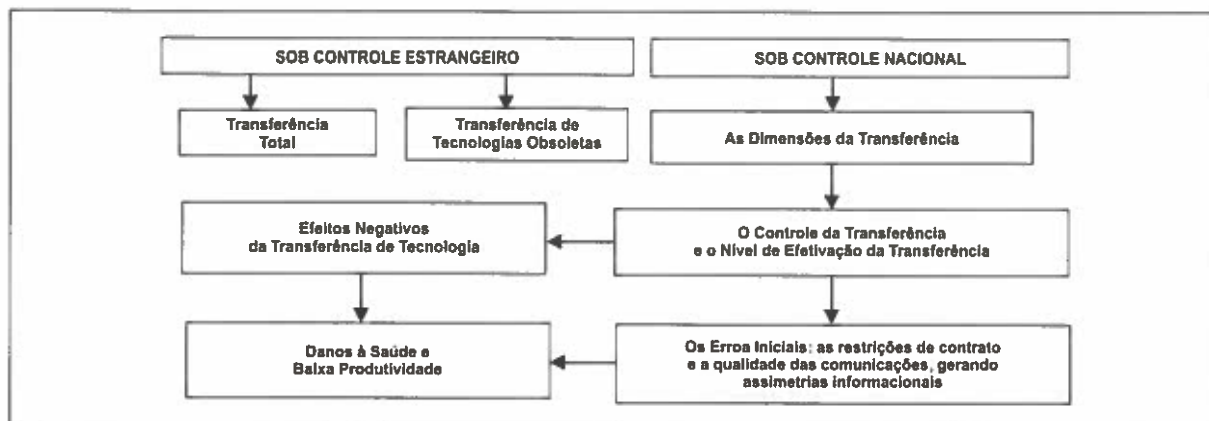 SOB CONTROLE ESTRANGEIRO
SOB CONTROLE NACIONAL
Transferência
Total
Transferência de
Tecnologias Obsoletas
As Dimensões da Transferência
Efeitos Negativos
da Transferência de Tecnologia
O Controle da Transferência
e o Nível de Efetivação da Transferência
Danos à Saúde e
Baixa Produtividade
Os Erroa Iniciais: as restrições de contrato
e a qualidade das comunicações, gerando
assimetrias informacionais